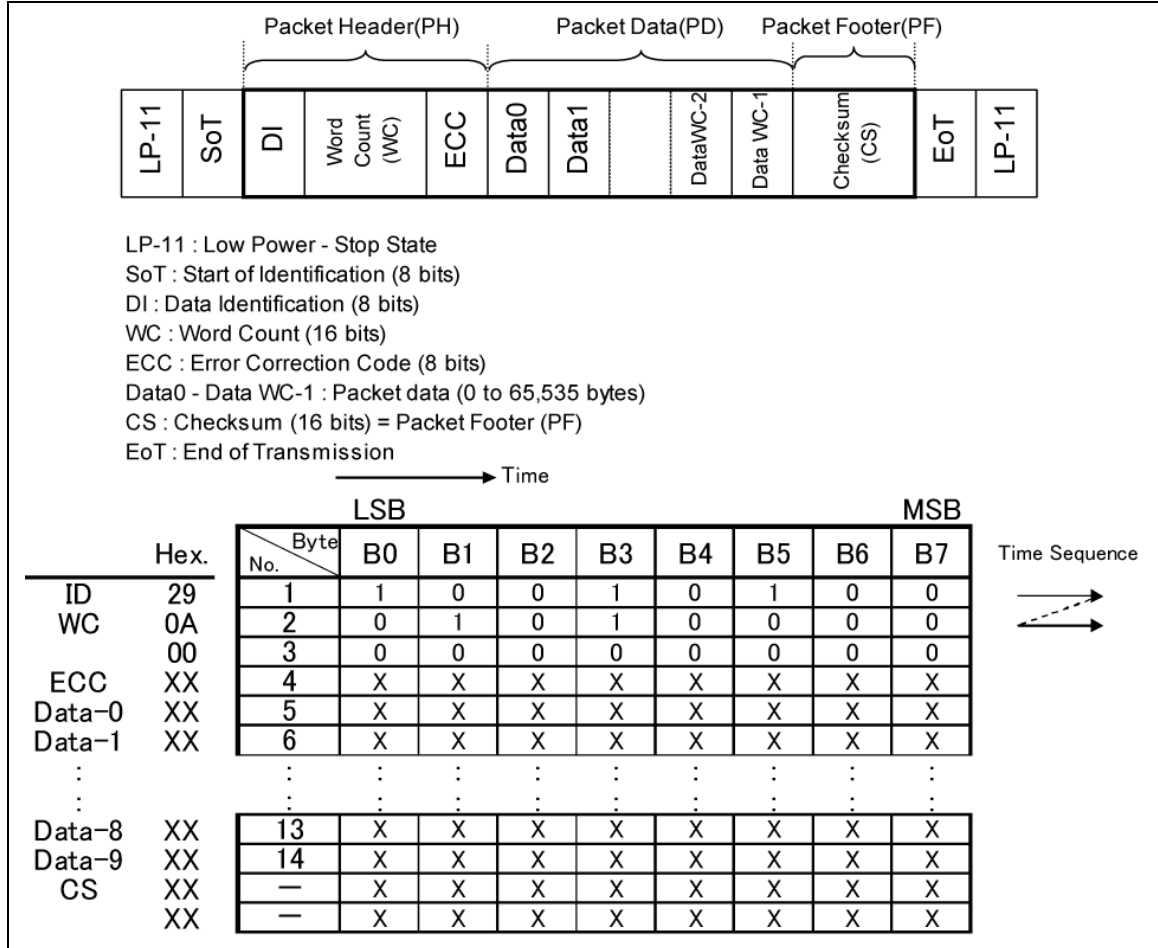 Packet Header(PH) Packet Data(PD) Packet Footer(PF)
LP-11 SoT DI Word Count (WC) ECC Data0 Data1 DataWC-2 Data WC-1 Checksum (CS) EoT LP-11
LP-11 : Low Power - Stop State
SoT : Start of Identification (8 bits)
DI : Data Identification (8 bits)
WC : Word Count (16 bits)
ECC : Error Correction Code (8 bits)
Data0 - Data WC-1 : Packet data (0 to 65,535 bytes)
CS : Checksum (16 bits) = Packet Footer (PF)
EoT : End of Transmission
Time
LSB MSB
Hex. No. Byte B0 B1 B2 B3 B4 B5 B6 B7 Time Sequence
ID 29 1 1 0 0 1 0 1 0 0
WC 0A 2 0 1 0 1 0 0 0 0
00 3 0 0 0 0 0 0 0 0
ECC XX 4 X X X X X X X X
Data-0 XX 5 X X X X X X X X
Data-1 XX 6 X X X X X X X X
: : : : : : : : : :
: : : : : : : : : :
Data-8 XX 13 X X X X X X X X
Data-9 XX 14 X X X X X X X X
CS XX — X X X X X X X X
XX — X X X X X X X X